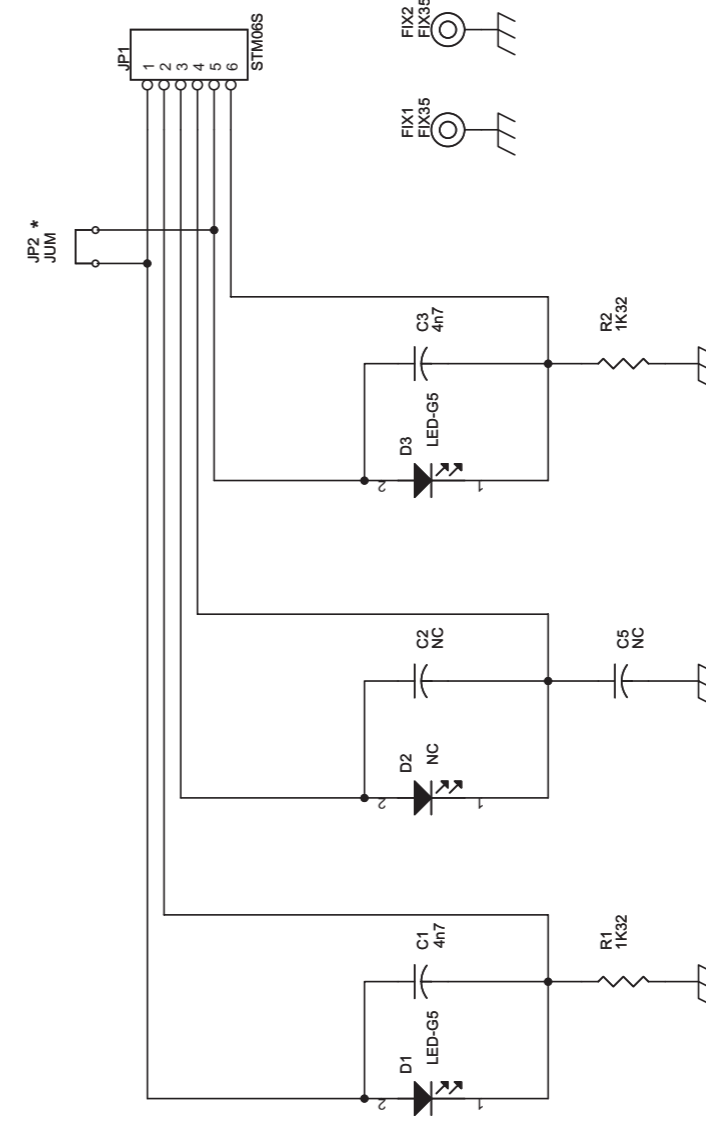 FIX2
FIX35
JP1
1
2
3
4
5
6
STM06S
FIX1
FIX35
JP2 *
JUM
C3
4n7
R2
1K32
D3
LED-G5
2
1
C2
NC
C5
NC
D2
NC
2
1
C1
4n7
R1
1K32
D1
LED-G5
2
1